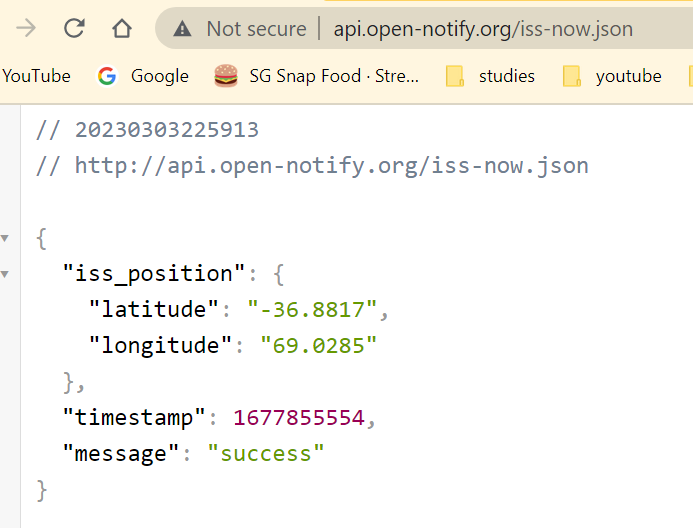 Not secure | api.open-notify.org/iss-now.json
YouTube Google SG Snap Food · Stre... studies youtube
// 20230303225913
// http://api.open-notify.org/iss-now.json
{
"iss_position": {
"latitude": "-36.8817",
"longitude": "69.0285"
},
"timestamp": 1677855554,
"message": "success"
}